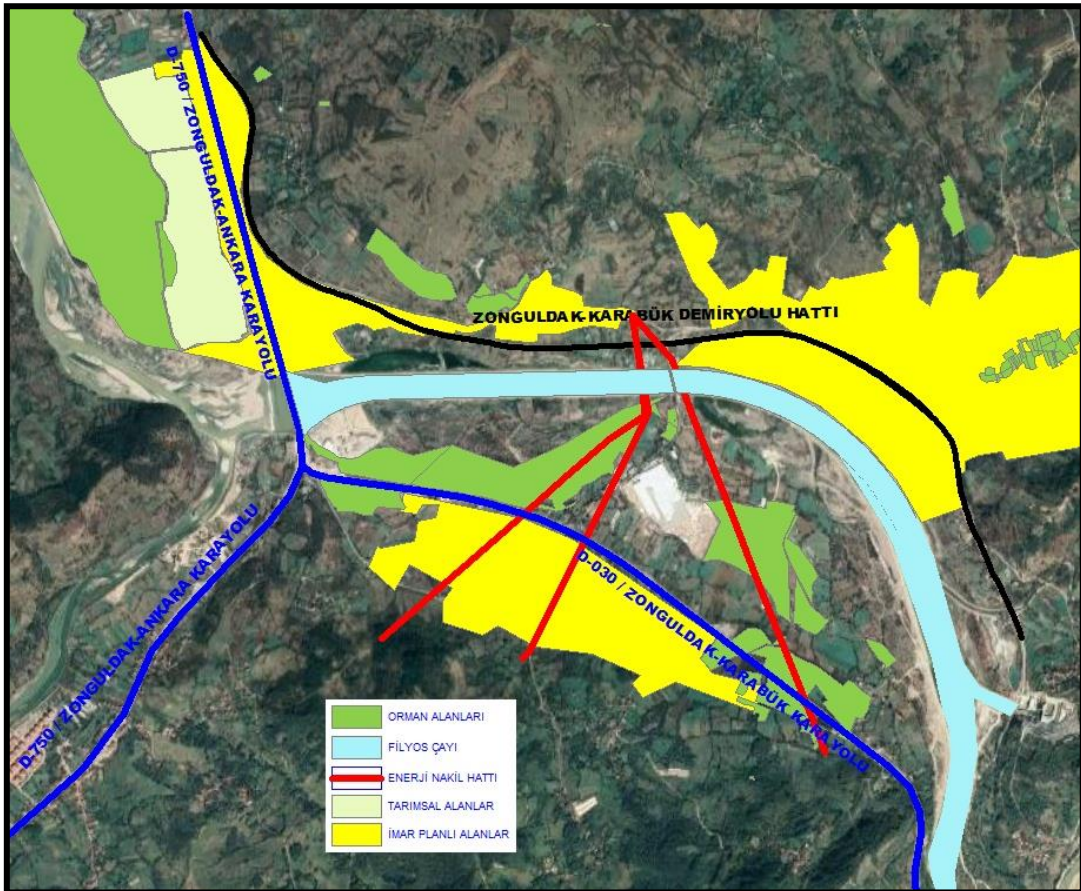 D-750 / ZONGULDAK-ANKARA KARAYOLU
ZONGULDAK-KARABÜK DEMİRYOLU HATTI
D-750 / ZONGULDAK-ANKARA KARAYOLU
D-030 / ZONGULDAK-KARABÜK KARAYOLU
ORMAN ALANLARI
FİLYOS ÇAYI
ENERJİ NAKİL HATTI
TARIMSAL ALANLAR
İMAR PLANLI ALANLAR